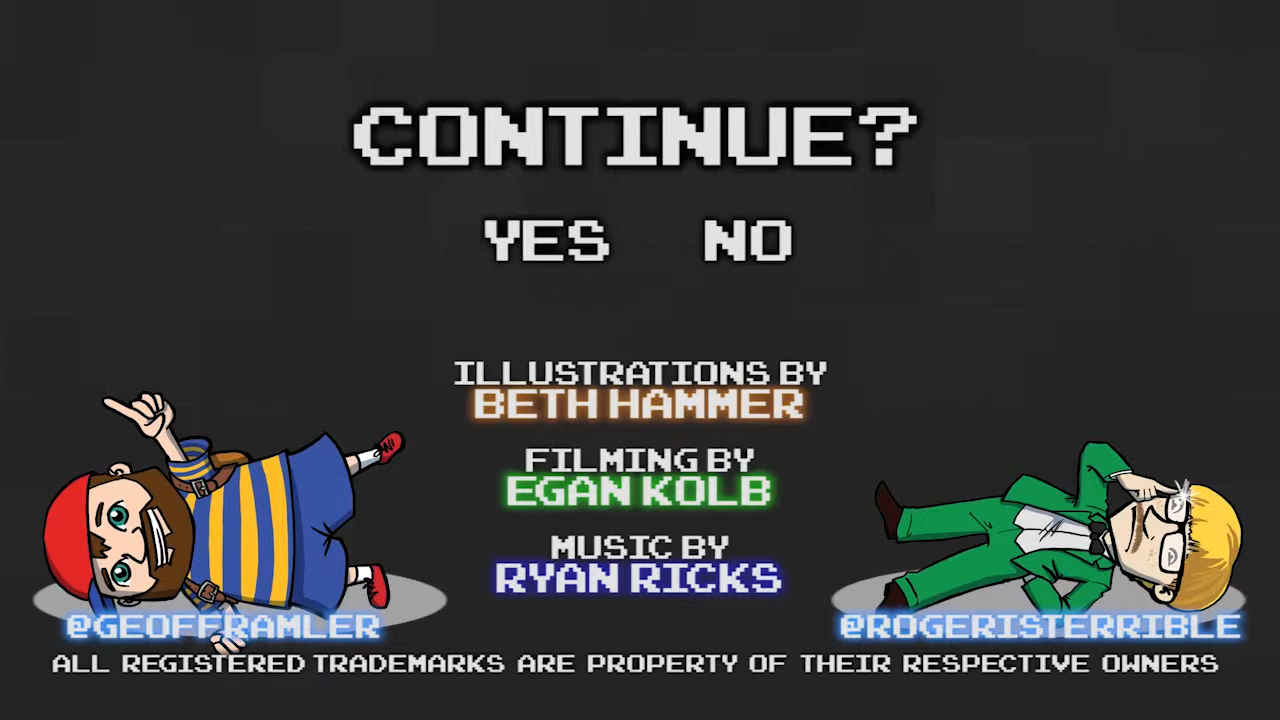 CONTINUE?
YES NO
ILLUSTRATIONS BY
BETH HAMMER
FILMING BY
EGAN KOLB
MUSIC BY
RYAN RICKS
@GEOFFRAMLER
@ROGERISTERRIBLE
ALL REGISTERED TRADEMARKS ARE PROPERTY OF THEIR RESPECTIVE OWNERS